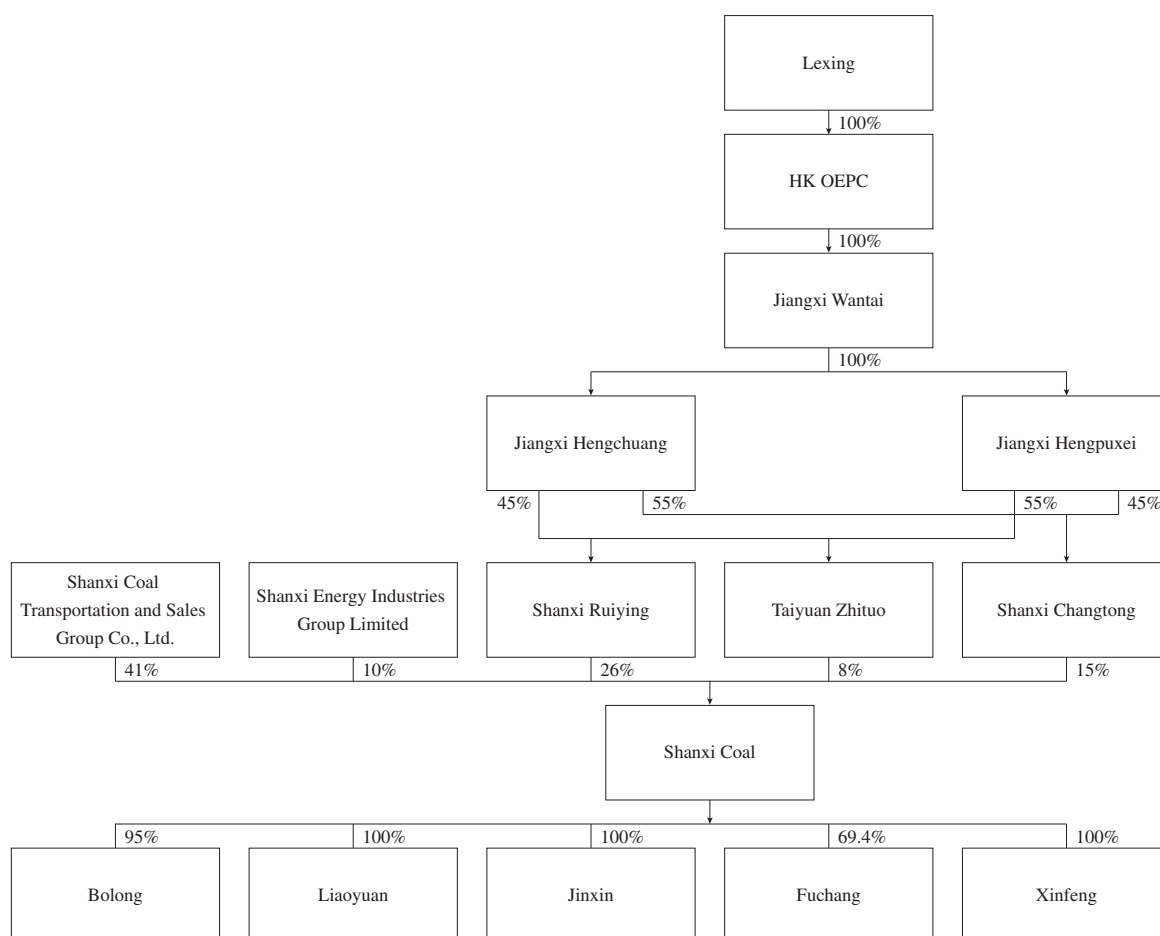 Lexing
100%
HK OEPC
100%
Jiangxi Wantai
100%
Jiangxi Hengchuang
Jiangxi Hengpuxei
45%
55%
55%
45%
Shanxi Coal
Transportation and Sales
Group Co., Ltd.
Shanxi Energy Industries
Group Limited
Shanxi Ruiying
Taiyuan Zhituo
Shanxi Changtong
41%
10%
26%
8%
15%
Shanxi Coal
95%
100%
100%
69.4%
100%
Bolong
Liaoyuan
Jinxin
Fuchang
Xinfeng